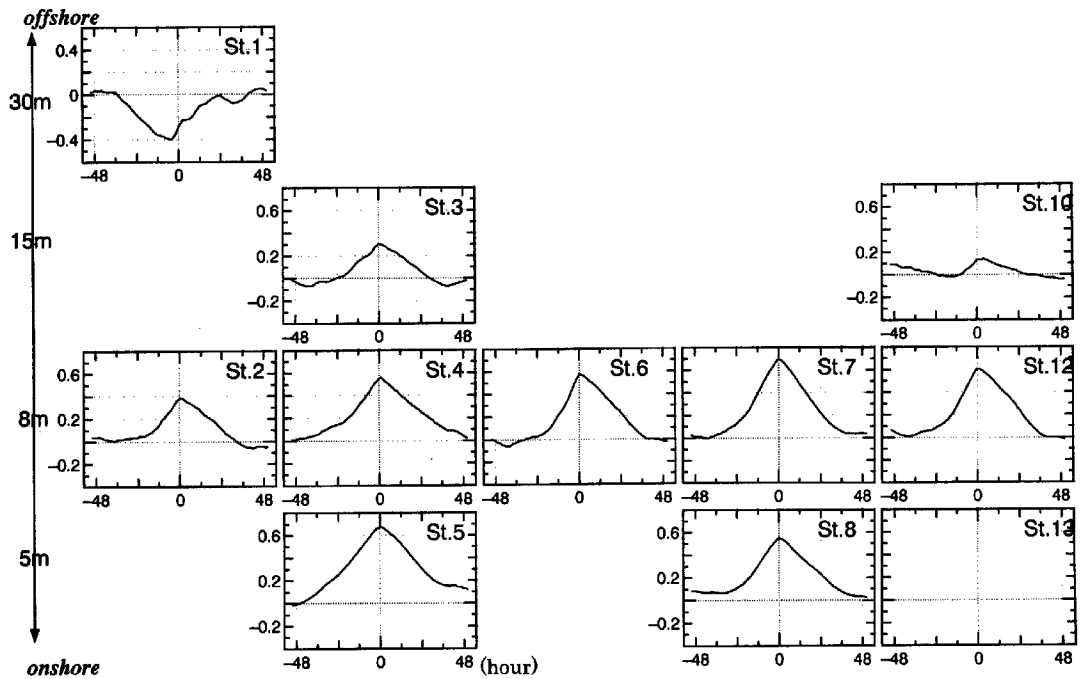 offshore
St.1
0.4
0
-0.4
-48 0 48
30m
St.3 St.10
0.6 0.6
0.2 0.2
-0.2 -0.2
-48 0 48 -48 0 48
15m
St.2 St.4 St.6 St.7 St.12
0.6
0.2
-0.2
-48 0 48 -48 0 48 -48 0 48 -48 0 48 -48 0 48
8m
St.5 St.8 St.13
0.6 0.6
0.2 0.2
-0.2 -0.2
-48 0 48 (hour) -48 0 48 -48 0 48
5m
onshore